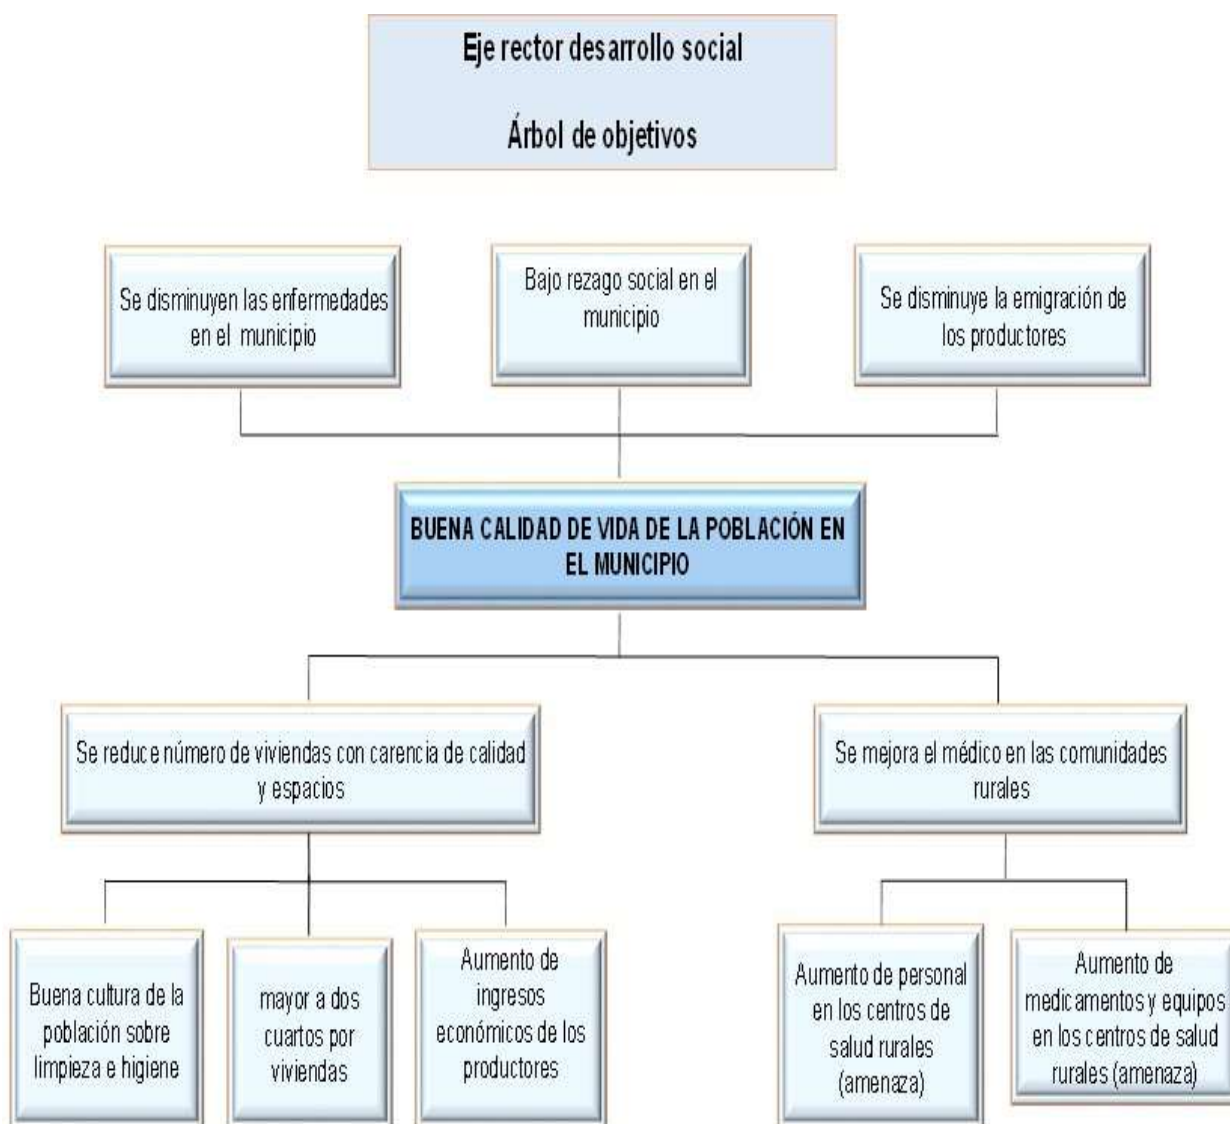 Eje rector desarrollo social
Árbol de objetivos
Se disminuyen las enfermedades
en el municipio
Bajo rezago social en el
municipio
Se disminuye la emigración de
los productores
BUENA CALIDAD DE VIDA DE LA POBLACIÓN EN
EL MUNICIPIO
Se reduce número de viviendas con carencia de calidad
y espacios
Se mejora el médico en las comunidades
rurales
Buena cultura de la
población sobre
limpieza e higiene
mayor a dos
cuartos por
viviendas
Aumento de
ingresos
económicos de los
productores
Aumento de personal
en los centros de
salud rurales
(amenaza)
Aumento de
medicamentos y equipos
en los centros de salud
rurales (amenaza)